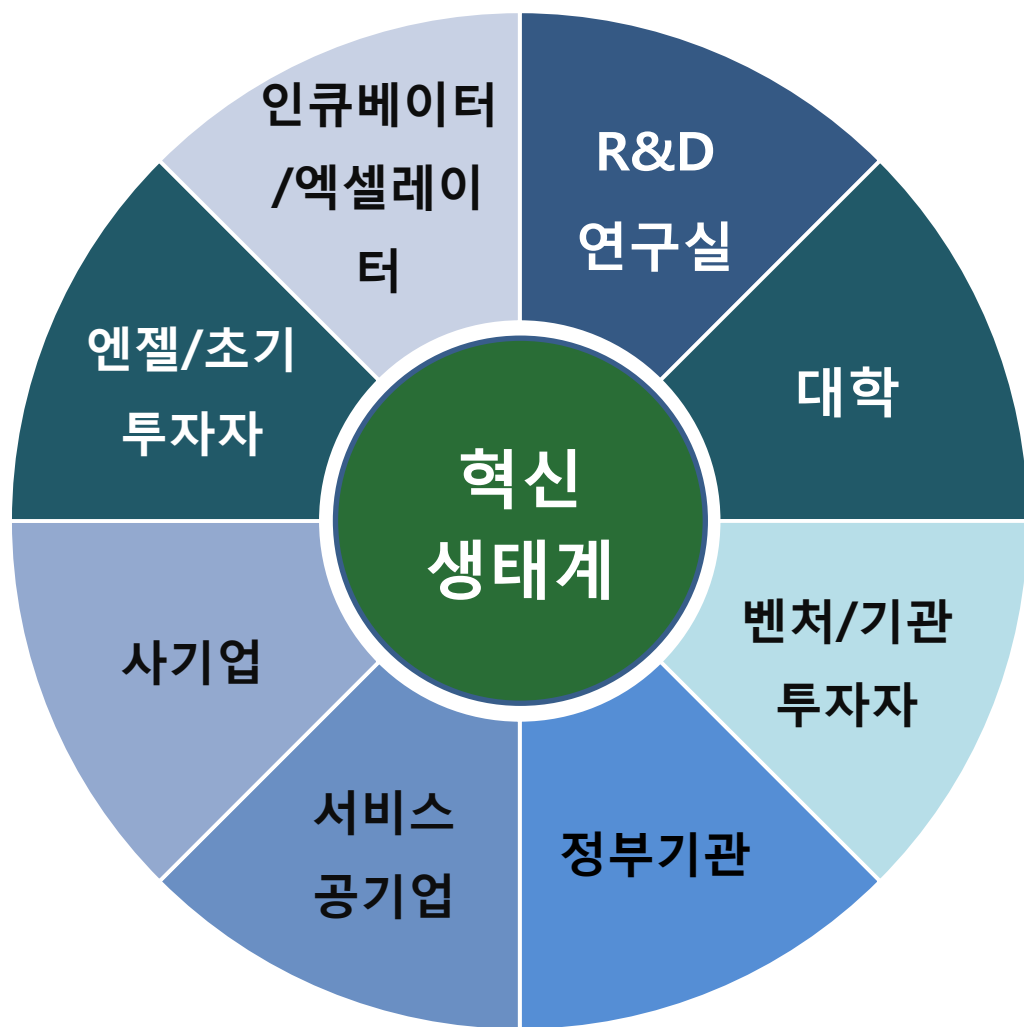 인큐베이터
/엑셀레이
터
R&D
연구실
대학
벤처/기관
투자자
정부기관
서비스
공기업
사기업
엔젤/초기
투자자
혁신
생태계